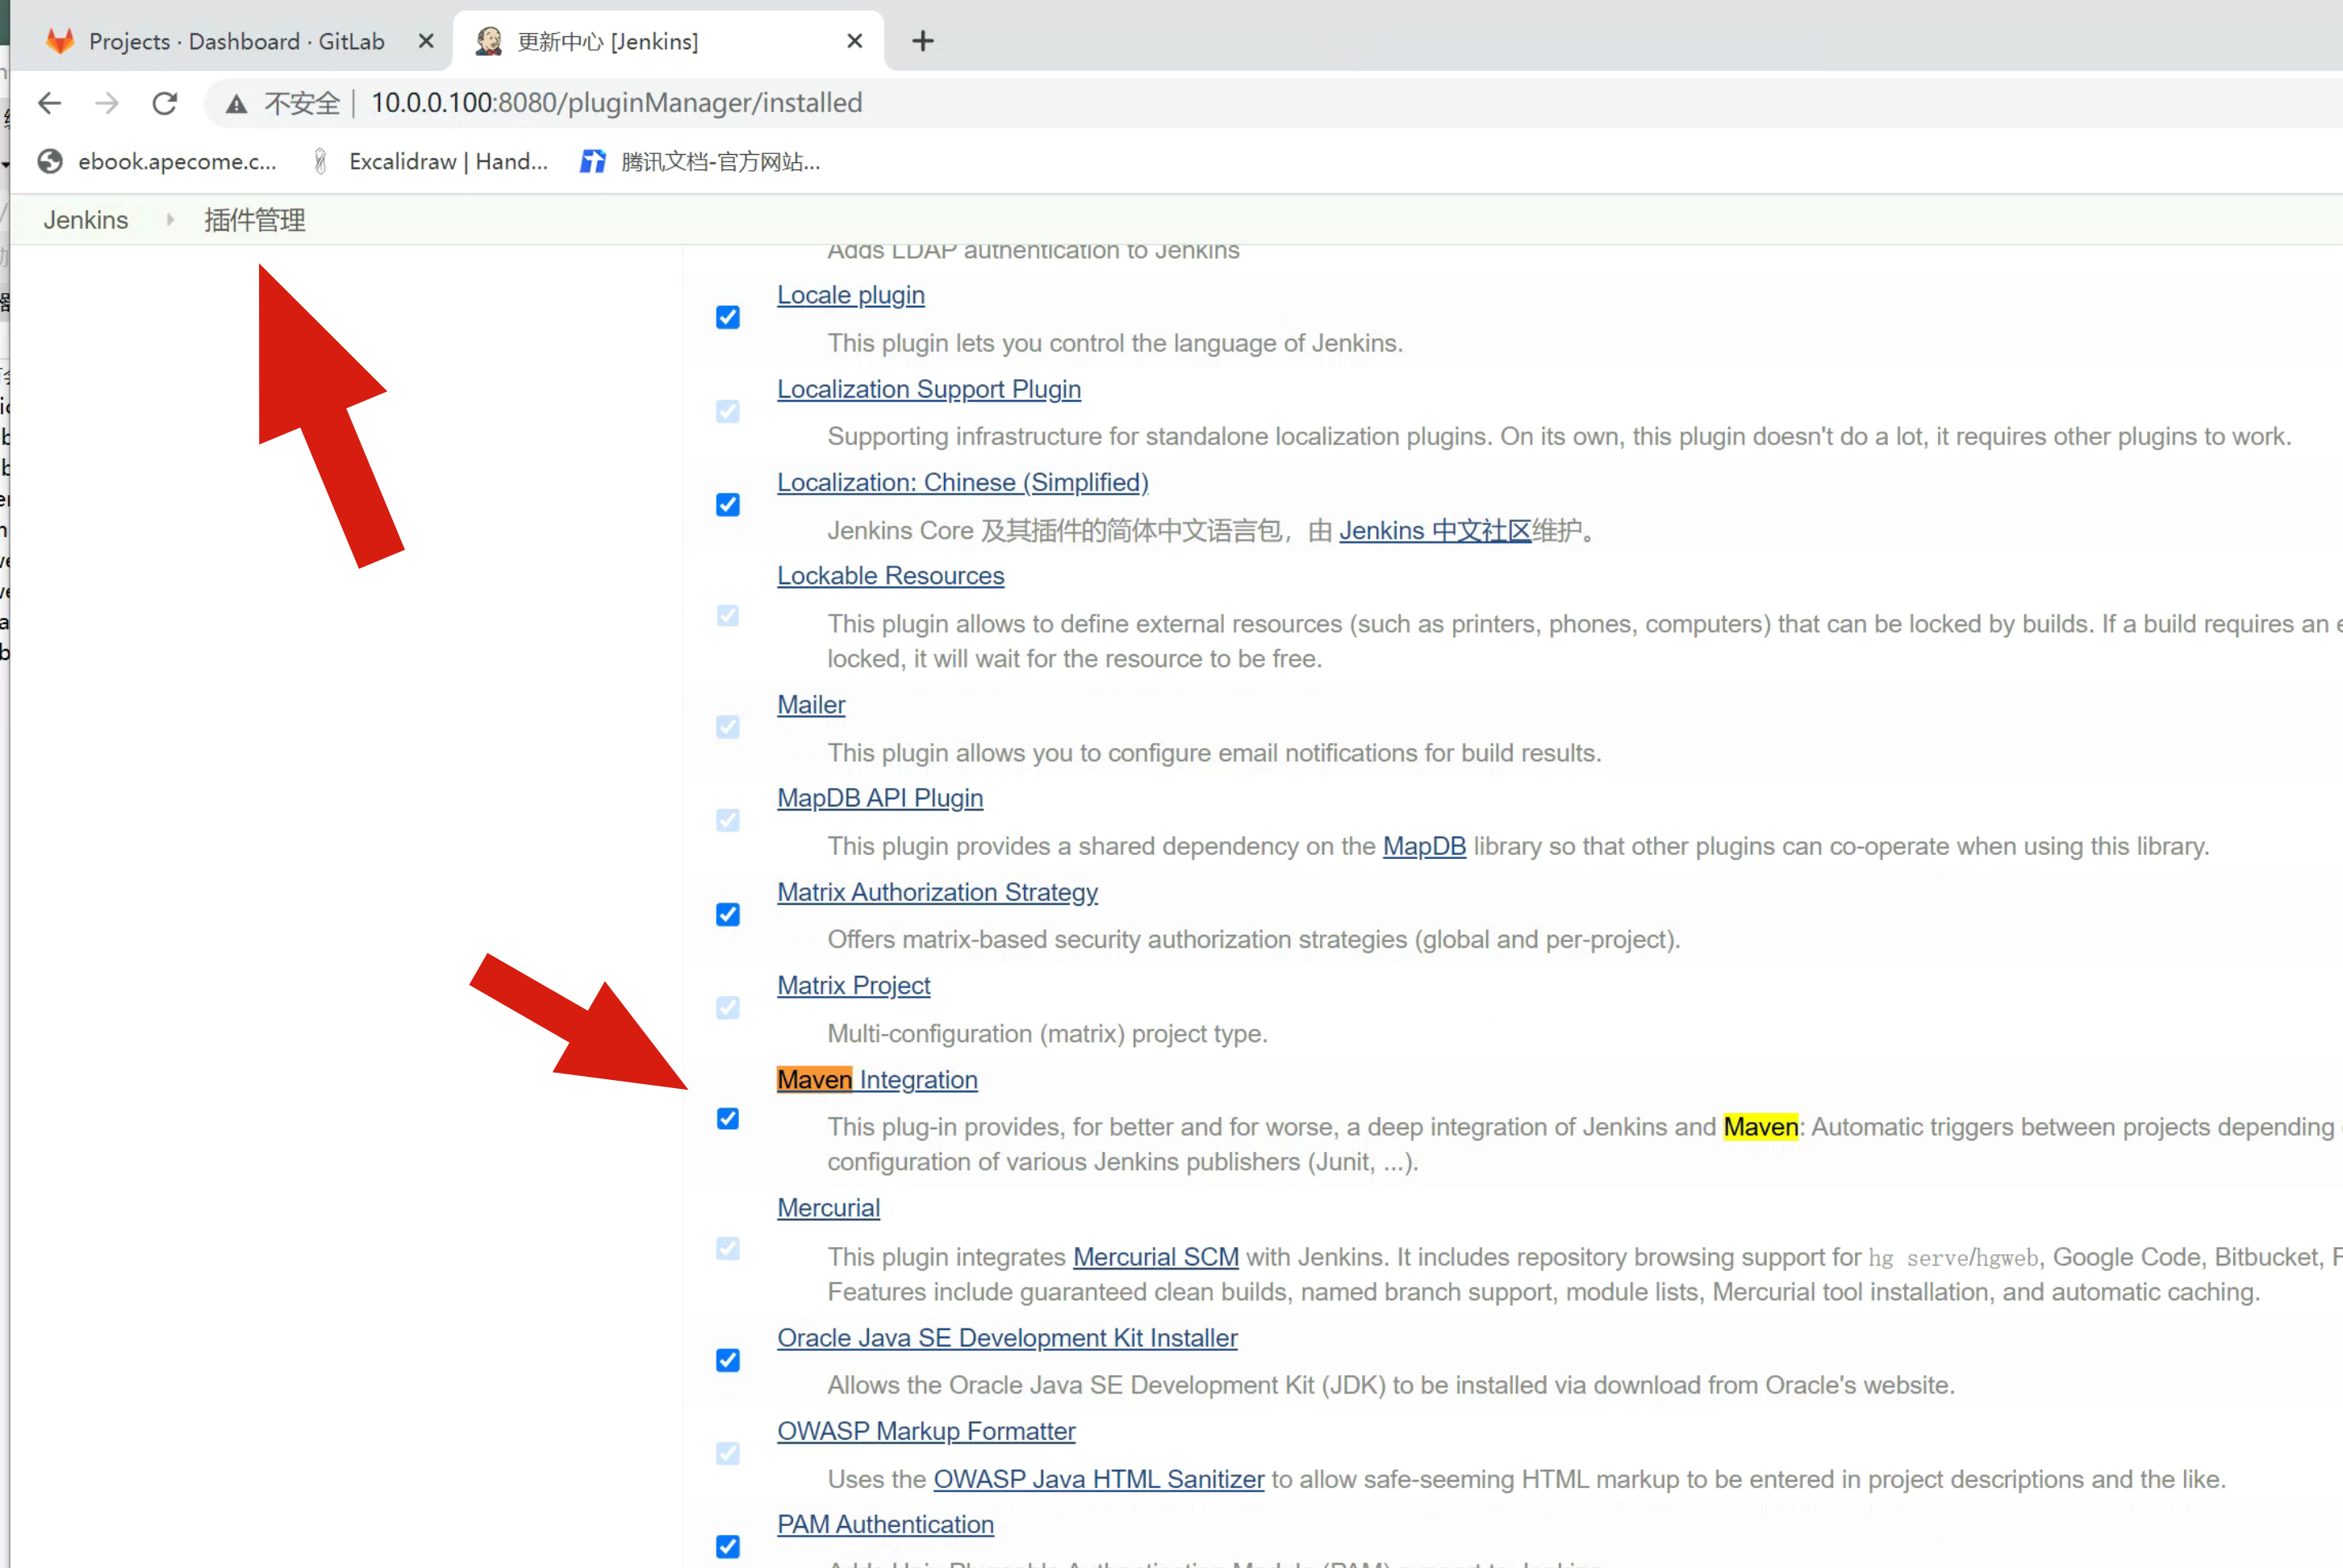 Projects · Dashboard · GitLab
更新中心 [Jenkins]
不安全 10.0.0.100:8080/pluginManager/installed
ebook.apecome.c... Excalidraw | Hand... 腾讯文档-官方网站...
Jenkins 插件管理
Adds LDAP authentication to Jenkins
Locale plugin
This plugin lets you control the language of Jenkins.
Localization Support Plugin
Supporting infrastructure for standalone localization plugins. On its own, this plugin doesn't do a lot, it requires other plugins to work.
Localization: Chinese (Simplified)
Jenkins Core 及其插件的简体中文语言包，由 Jenkins 中文社区维护。
Lockable Resources
This plugin allows to define external resources (such as printers, phones, computers) that can be locked by builds. If a build requires an
locked, it will wait for the resource to be free.
Mailer
This plugin allows you to configure email notifications for build results.
MapDB API Plugin
This plugin provides a shared dependency on the MapDB library so that other plugins can co-operate when using this library.
Matrix Authorization Strategy
Offers matrix-based security authorization strategies (global and per-project).
Matrix Project
Multi-configuration (matrix) project type.
Maven Integration
This plug-in provides, for better and for worse, a deep integration of Jenkins and Maven: Automatic triggers between projects depending
configuration of various Jenkins publishers (Junit, ...).
Mercurial
This plugin integrates Mercurial SCM with Jenkins. It includes repository browsing support for hg serve/hgweb, Google Code, Bitbucket,
Features include guaranteed clean builds, named branch support, module lists, Mercurial tool installation, and automatic caching.
Oracle Java SE Development Kit Installer
Allows the Oracle Java SE Development Kit (JDK) to be installed via download from Oracle's website.
OWASP Markup Formatter
Uses the OWASP Java HTML Sanitizer to allow safe-seeming HTML markup to be entered in project descriptions and the like.
PAM Authentication